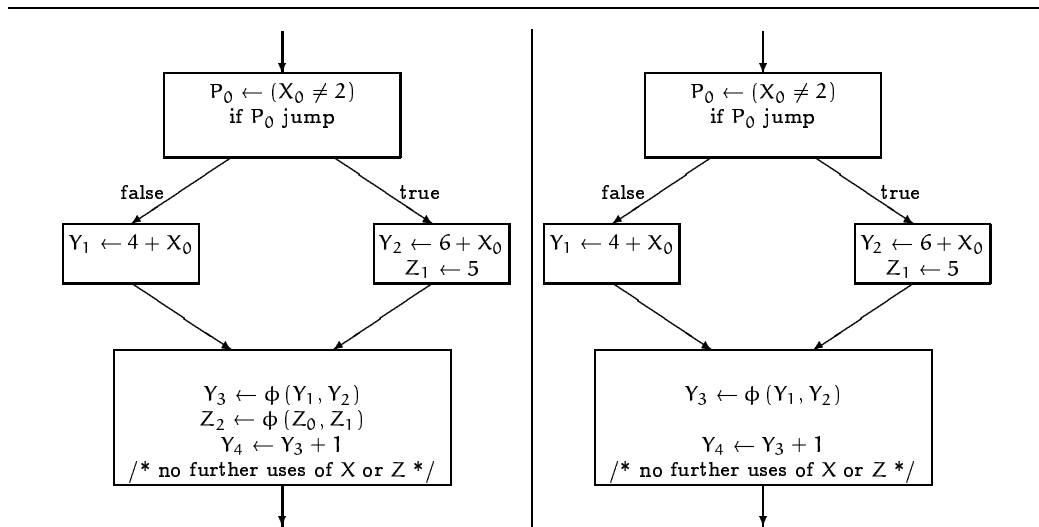 P₀ ← (X₀ ≠ 2)
if P₀ jump
false
true
Y₁ ← 4 + X₀
Y₂ ← 6 + X₀
Z₁ ← 5
Y₃ ← ϕ (Y₁, Y₂)
Z₂ ← ϕ (Z₀, Z₁)
Y₄ ← Y₃ + 1
/* no further uses of X or Z */
P₀ ← (X₀ ≠ 2)
if P₀ jump
false
true
Y₁ ← 4 + X₀
Y₂ ← 6 + X₀
Z₁ ← 5
Y₃ ← ϕ (Y₁, Y₂)
Y₄ ← Y₃ + 1
/* no further uses of X or Z */